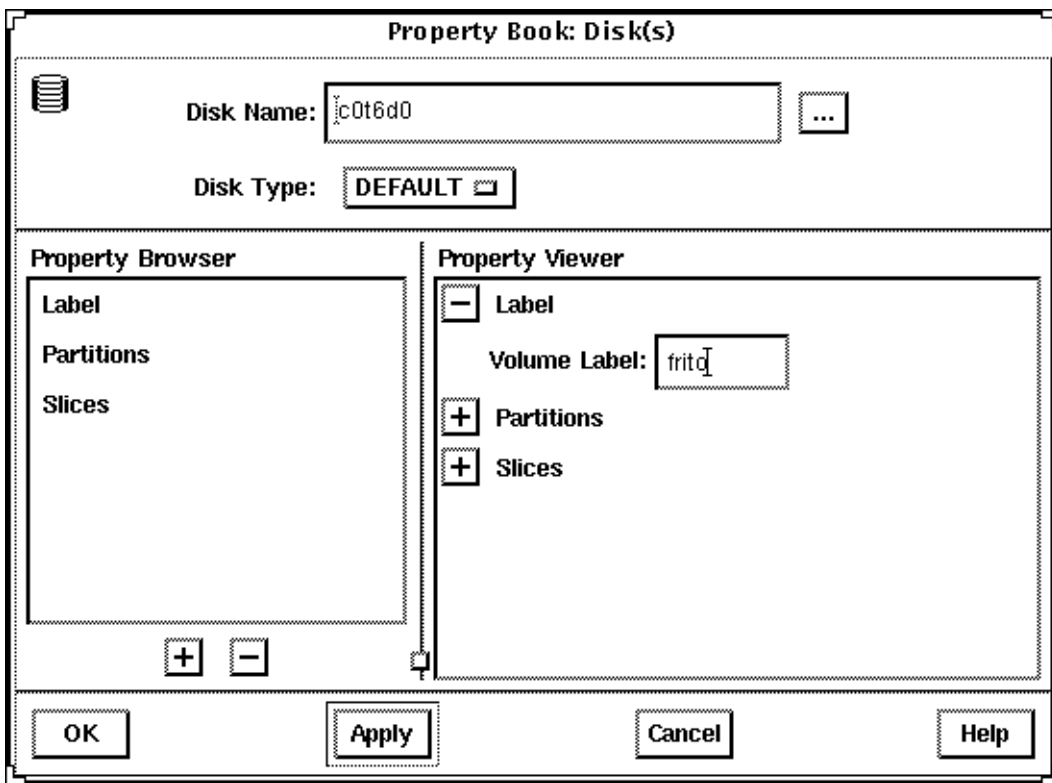 Property Book: Disk(s)
Disk Name: c0t6d0 ...
Disk Type: DEFAULT
Property Browser
Label
Partitions
Slices
+ −
Property Viewer
− Label
Volume Label: frito
+ Partitions
+ Slices
OK Apply Cancel Help